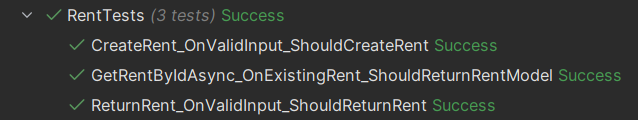 RentTests (3 tests) Success
CreateRent_OnValidInput_ShouldCreateRent Success
GetRentByIdAsync_OnExistingRent_ShouldReturnRentModel Success
ReturnRent_OnValidInput_ShouldReturnRent Success